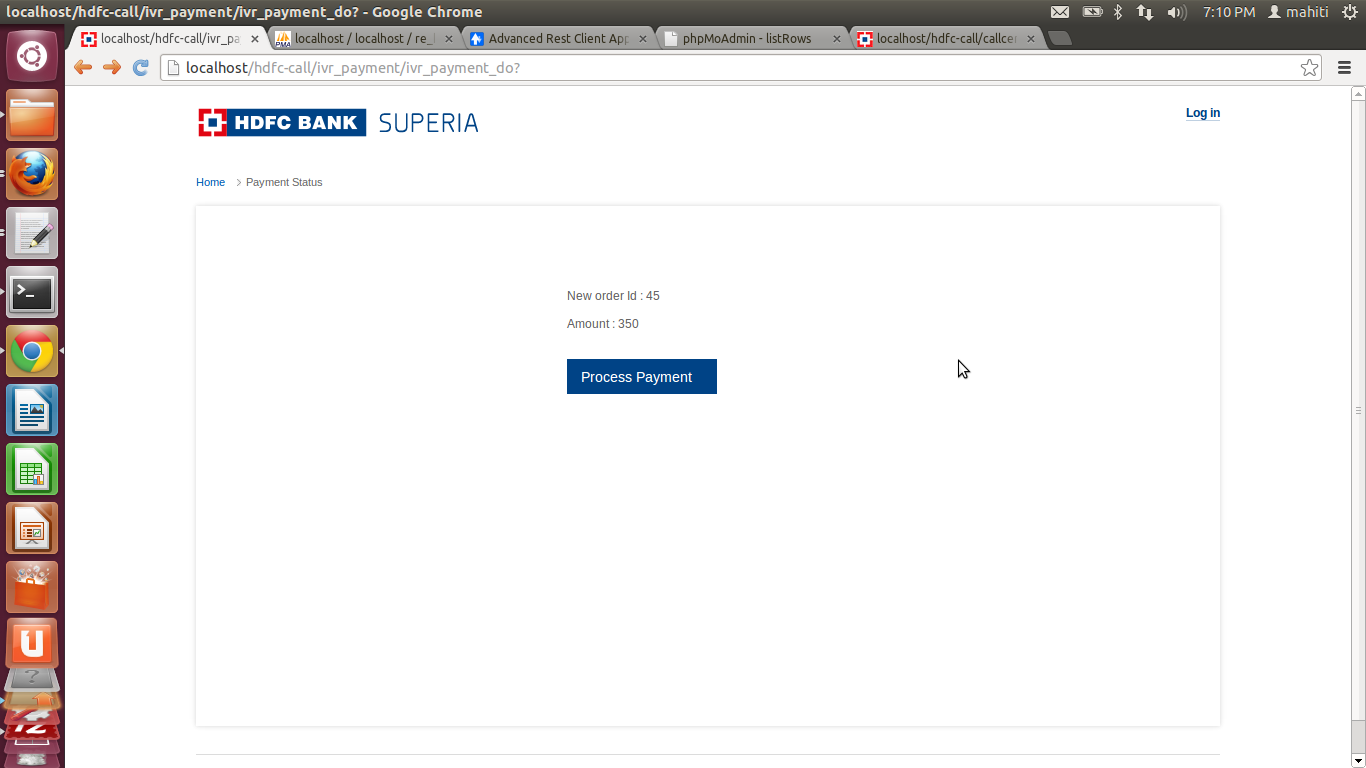 localhost/hdfc-call/ivr_payment/ivr_payment_do? - Google Chrome
7:10 PM
mahiti
localhost/hdfc-call/ivr_pa
localhost / localhost / re_
Advanced Rest Client App
phpMoAdmin - listRows
localhost/hdfc-call/callcer
localhost/hdfc-call/ivr_payment/ivr_payment_do?
HDFC BANK SUPERIA
Log in
Home
Payment Status
New order Id : 45
Amount : 350
Process Payment